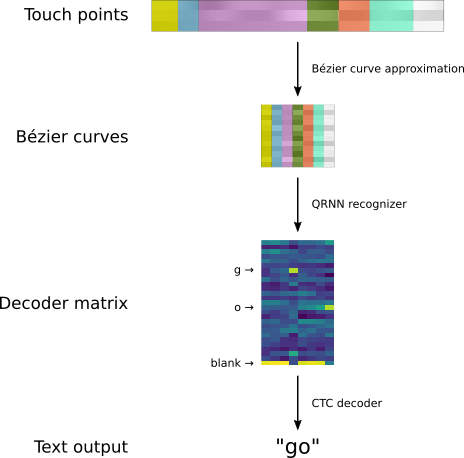 Touch points
Bézier curve approximation
Bézier curves
QRNN recognizer
g →
Decoder matrix
o →
blank →
CTC decoder
Text output
"go"